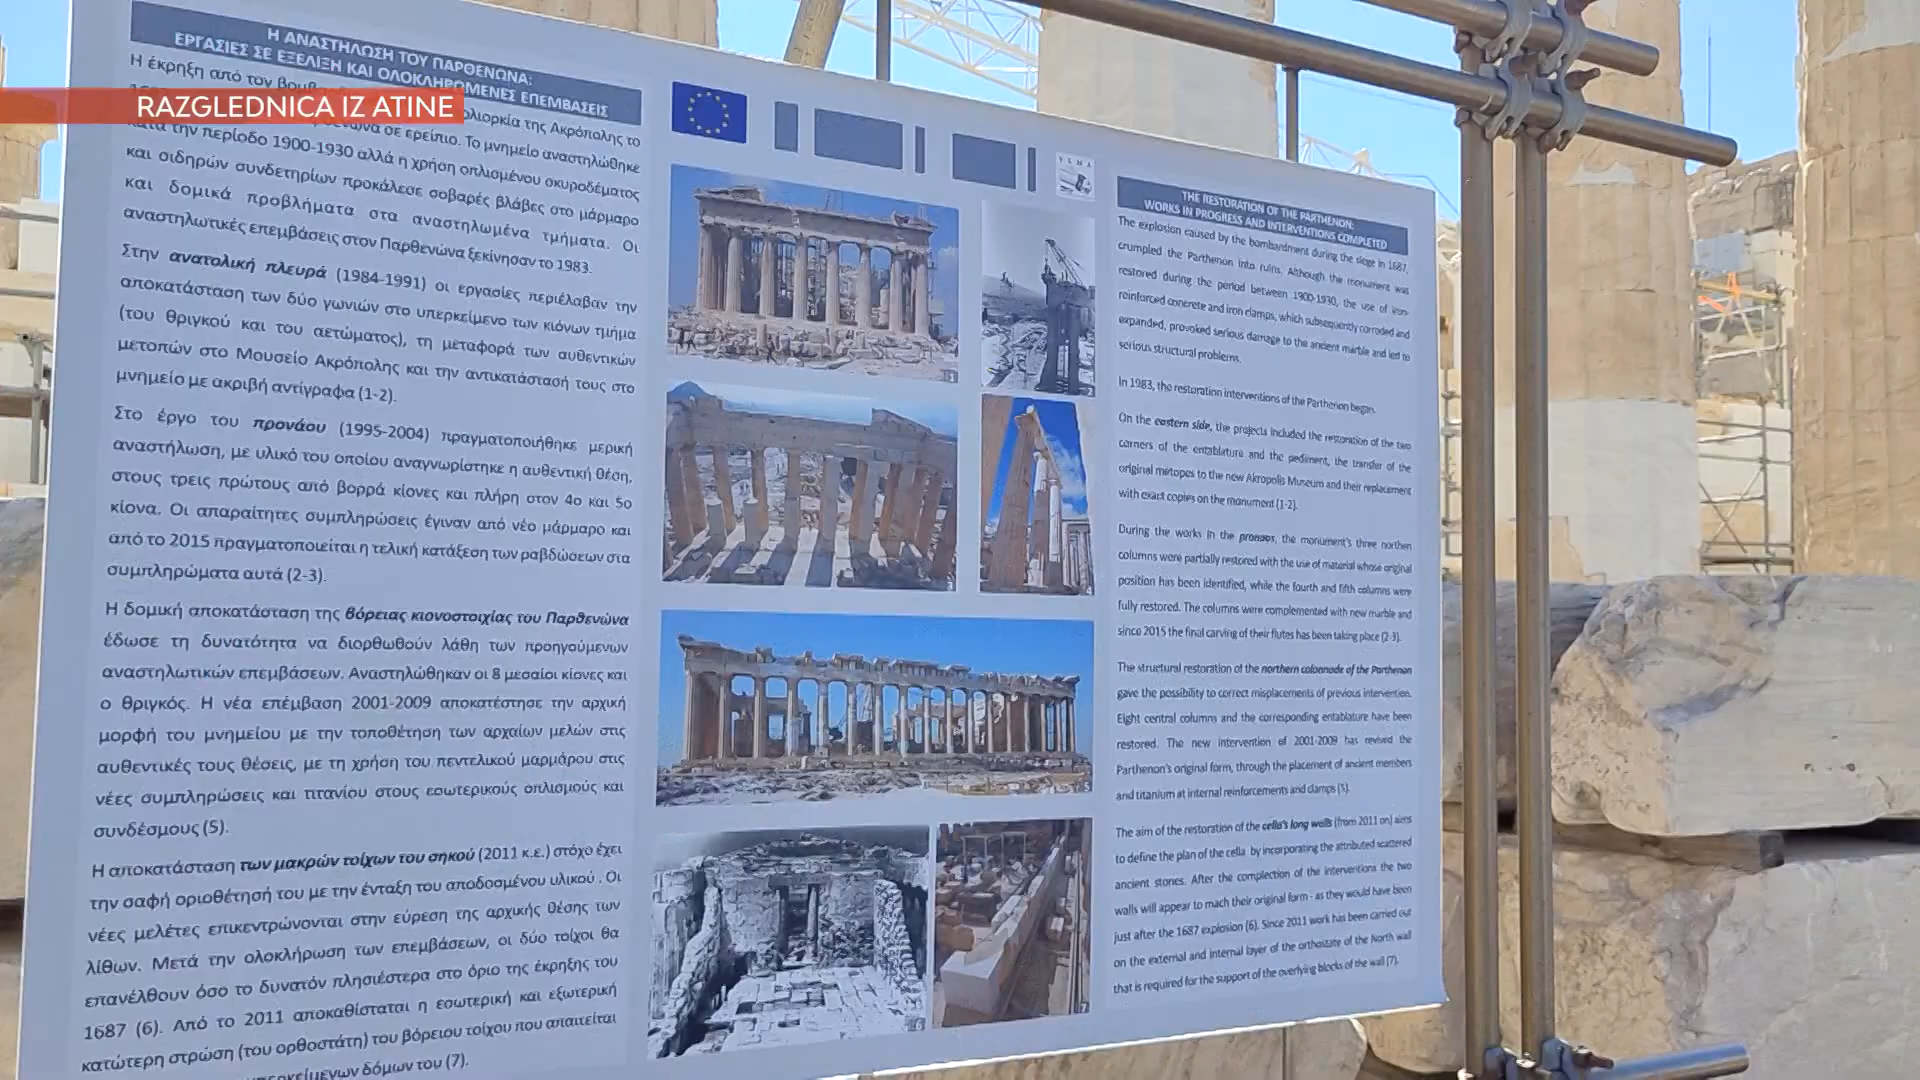 Η ΑΝΑΣΤΗΛΩΣΗ ΤΟΥ ΠΑΡΘΕΝΩΝΑ:
ΕΡΓΑΣΙΕΣ ΣΕ ΕΞΕΛΙΞΗ ΚΑΙ ΟΛΟΚΛΗΡΩΜΕΝΕΣ ΕΠΕΜΒΑΣΕΙΣ
Η έκρηξη από τον
RAZGLEDNICA IZ ATINE
της Ακρόπολης το
σε ερείπιο. Το μνημείο αναστηλώθηκε
κατά την περίοδο 1900-1930 αλλά η χρήση οπλισμένου σκυροδέματος
και σιδηρών συνδετηρίων προκάλεσε σοβαρές βλάβες στο μάρμαρο
και δομικά προβλήματα στα αναστηλωμένα τμήματα. Οι
αναστηλωτικές επεμβάσεις στον Παρθενώνα ξεκίνησαν το 1983.
Στην ανατολική πλευρά (1984-1991) οι εργασίες περιέλαβαν την
αποκατάσταση των δύο γωνιών στο υπερκείμενο των κιόνων τμήμα
(του θριγκού και του αετώματος), τη μεταφορά των αυθεντικών
μετοπών στο Μουσείο Ακρόπολης και την αντικατάστασή τους στο
μνημείο με ακριβή αντίγραφα (1-2).
Στο έργο του προνάου (1995-2004) πραγματοποιήθηκε μερική
αναστήλωση, με υλικό του οποίου αναγνωρίστηκε η αυθεντική θέση,
στους τρεις πρώτους από βορρά κίονες και πλήρη στον 4ο και 5ο
κίονα. Οι απαραίτητες συμπληρώσεις έγιναν από νέο μάρμαρο και
από το 2015 πραγματοποιείται η τελική κατάξεση των ραβδώσεων στα
συμπληρώματα αυτά (2-3).
Η δομική αποκατάσταση της βόρειας κιονοστοιχίας του Παρθενώνα
έδωσε τη δυνατότητα να διορθωθούν λάθη των προηγούμενων
αναστηλωτικών επεμβάσεων. Αναστηλώθηκαν οι 8 μεσαίοι κίονες και
ο θριγκός. Η νέα επέμβαση 2001-2009 αποκατέστησε την αρχική
μορφή του μνημείου με την τοποθέτηση των αρχαίων μελών στις
αυθεντικές τους θέσεις, με τη χρήση του πεντελικού μαρμάρου στις
νέες συμπληρώσεις και τιτανίου στους εσωτερικούς οπλισμούς και
συνδέσμους (5).
Η αποκατάσταση των μακρών τοίχων του σηκού (2011 κ.ε.) στόχο έχει
την σαφή οριοθέτησή του με την ένταξη του αποδοσμένου υλικού . Οι
νέες μελέτες επικεντρώνονται στην εύρεση της αρχικής θέσης των
λίθων. Μετά την ολοκλήρωση των επεμβάσεων, οι δύο τοίχοι θα
επανέλθουν όσο το δυνατόν πλησιέστερα στο όριο της έκρηξης του
1687 (6). Από το 2011 αποκαθίσταται η εσωτερική και εξωτερική
κατώτερη στρώση (του ορθοστάτη) του βόρειου τοίχου που απαιτείται
δόμων του (7).
ΥΣΜΑ
THE RESTORATION OF THE PARTHENON:
WORKS IN PROGRESS AND INTERVENTIONS COMPLETED
The explosion caused by the bombardment during the siege in 1687,
crumpled the Parthenon into ruins. Although the monument was
restored during the period between 1900-1930, the use of iron-
reinforced concrete and iron clamps, which subsequently corroded and
expanded, provoked serious damage to the ancient marble and led to
serious structural problems.
In 1983, the restoration interventions of the Parthenon began.
On the eastern side, the projects included the restoration of the two
corners of the entablature and the pediment, the transfer of the
original metopes to the new Akropolis Museum and their replacement
with exact copies on the monument (1-2).
During the works in the pronaos, the monument's three northen
columns were partially restored with the use of material whose original
position has been identified, while the fourth and fifth columns were
fully restored. The columns were complemented with new marble and
since 2015 the final carving of their flutes has been taking place (2-3).
The structural restoration of the northern colonnade of the Parthenon
gave the possibility to correct misplacements of previous intervention.
Eight central columns and the corresponding entablature have been
restored. The new intervention of 2001-2009 has revived the
Parthenon's original form, through the placement of ancient members
and titanium at internal reinforcements and clamps (5).
The aim of the restoration of the cella's long walls (from 2011 on) aims
to define the plan of the cella by incorporating the attributed scattered
ancient stones. After the complection of the interventions the two
walls will appear to mach their original form - as they would have been
just after the 1687 explosion (6). Since 2011 work has been carried out
on the external and internal layer of the orthostate of the North wall
that is required for the support of the overlying blocks of the wall (7).